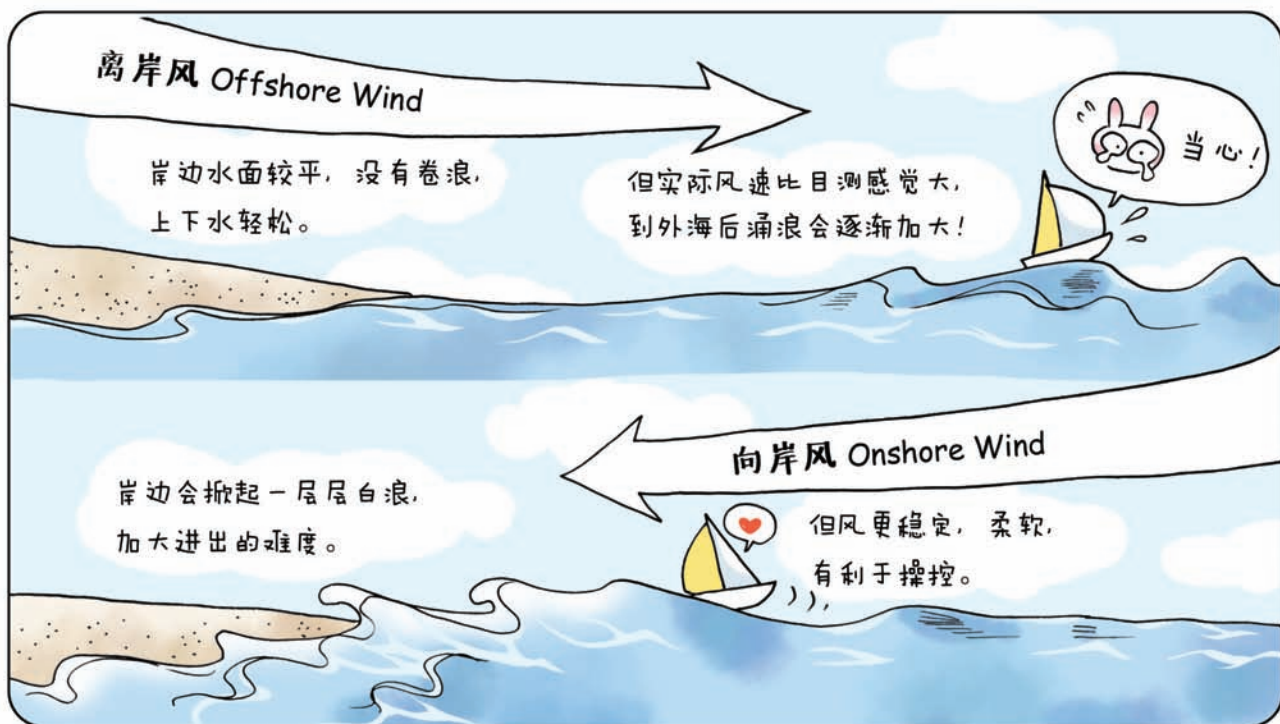 离岸风 Offshore Wind
岸边水面较平，没有卷浪，
上下水轻松。
但实际风速比目测感觉大，
到外海后涌浪会逐渐加大！
当心！
向岸风 Onshore Wind
岸边会掀起一层层白浪，
加大进出的难度。
但风更稳定，柔软，
有利于操控。